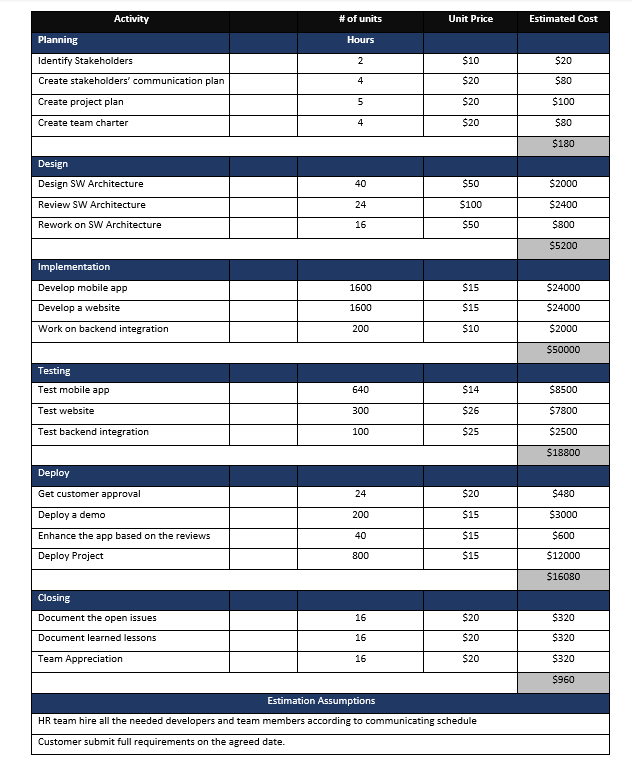 Activity # of units Unit Price Estimated Cost
Planning Hours
Identify Stakeholders 2 $10 $20
Create stakeholders' communication plan 4 $20 $80
Create project plan 5 $20 $100
Create team charter 4 $20 $80
$180
Design
Design SW Architecture 40 $50 $2000
Review SW Architecture 24 $100 $2400
Rework on SW Architecture 16 $50 $800
$5200
Implementation
Develop mobile app 1600 $15 $24000
Develop a website 1600 $15 $24000
Work on backend integration 200 $10 $2000
$50000
Testing
Test mobile app 640 $14 $8500
Test website 300 $26 $7800
Test backend integration 100 $25 $2500
$18800
Deploy
Get customer approval 24 $20 $480
Deploy a demo 200 $15 $3000
Enhance the app based on the reviews 40 $15 $600
Deploy Project 800 $15 $12000
$16080
Closing
Document the open issues 16 $20 $320
Document learned lessons 16 $20 $320
Team Appreciation 16 $20 $320
$960
Estimation Assumptions
HR team hire all the needed developers and team members according to communicating schedule
Customer submit full requirements on the agreed date.